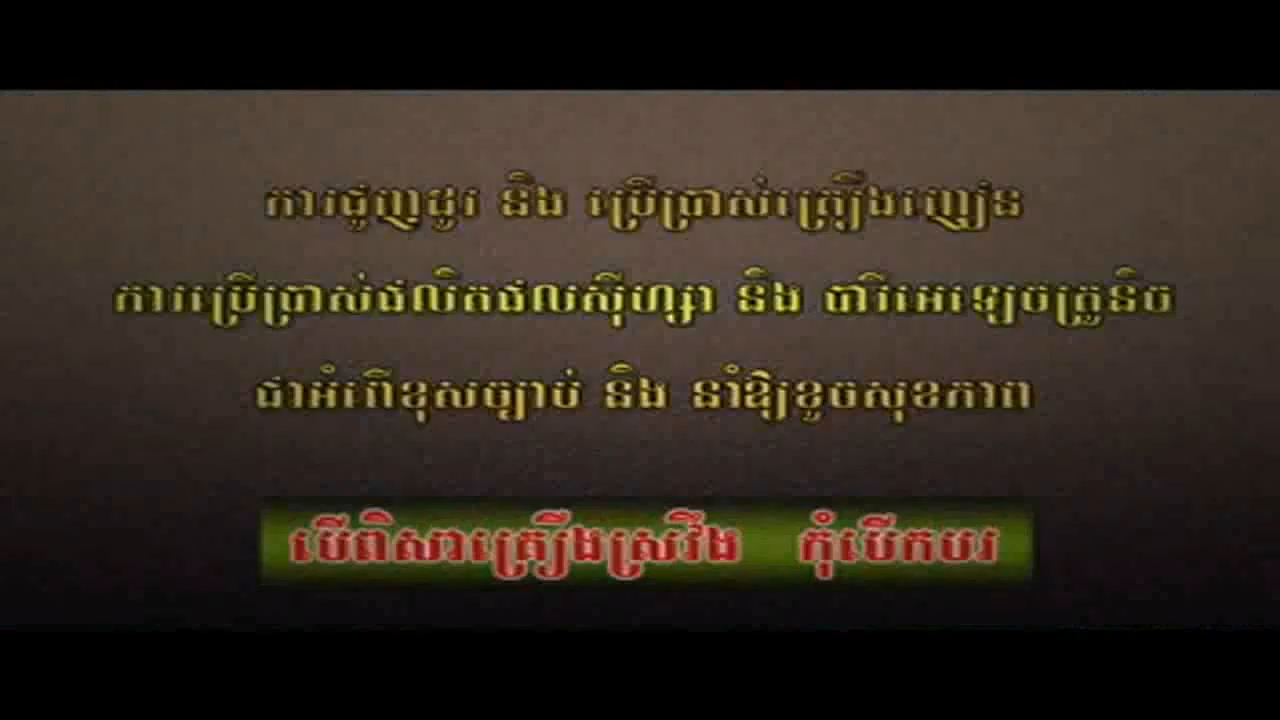 ការជួញដូរ និង ប្រើប្រាស់គ្រឿងញៀន
ការប្រើប្រាស់ផលិតផលស៊ីហ្សា និង បារីអេឡេចត្រូនិច
ជាអំពើខុសច្បាប់ និង នាំឱ្យខូចសុខភាព
បើពិសាគ្រឿងស្រវឹង កុំបើកបរ